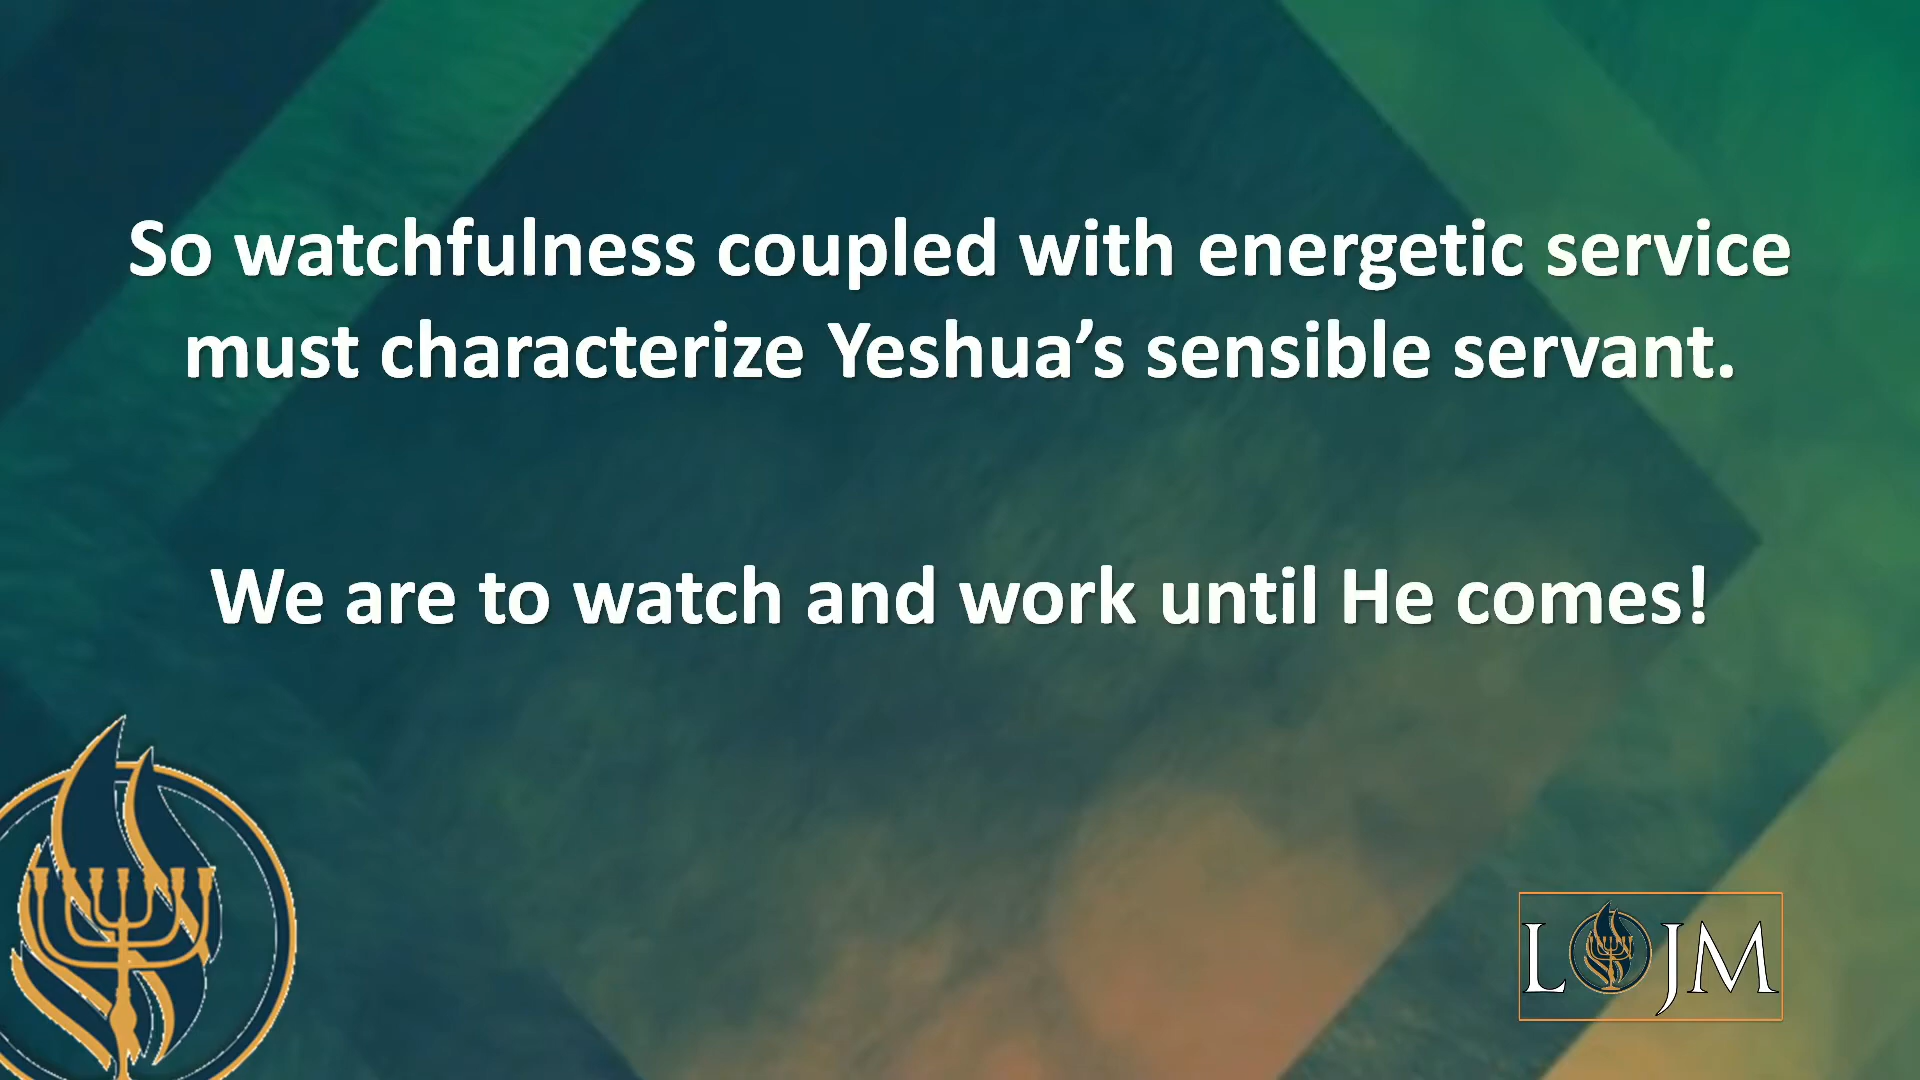 So watchfulness coupled with energetic service
must characterize Yeshua’s sensible servant.
We are to watch and work until He comes!
LOJM